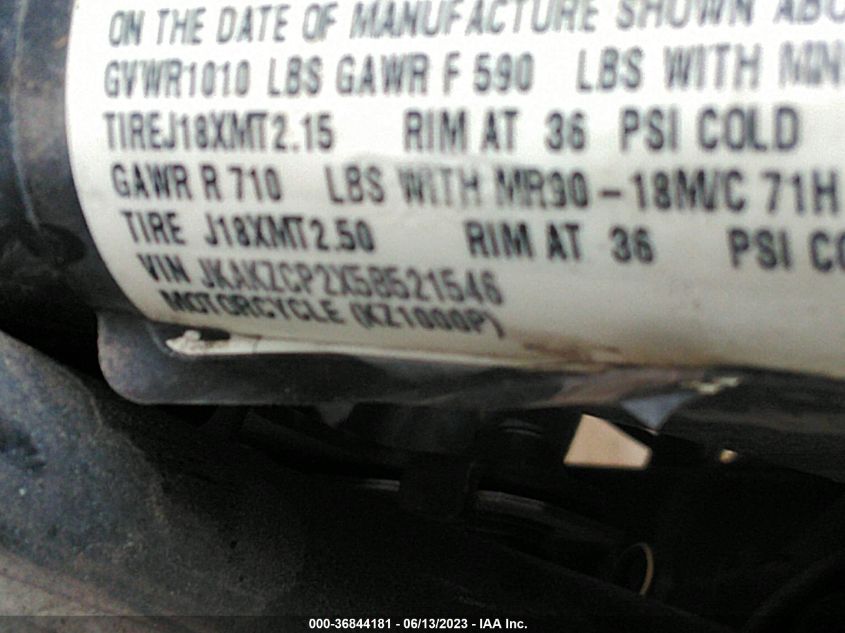 ON THE DATE OF MANUFACTURE SHOWN ABO
GVWR1010 LBS GAWR F 590 LBS WITH
TIREJ18XMT2.15 RIM AT 36 PSI COLD
GAWR R 710 LBS WITH MR90-18M/C 71H
TIRE J18XMT2.50 RIM AT 36 PSI CO
VIN JKAKZCP2X5B521546
MOTORCYCLE (KZ1000P)
000-36844181 - 06/13/2023 - IAA Inc.